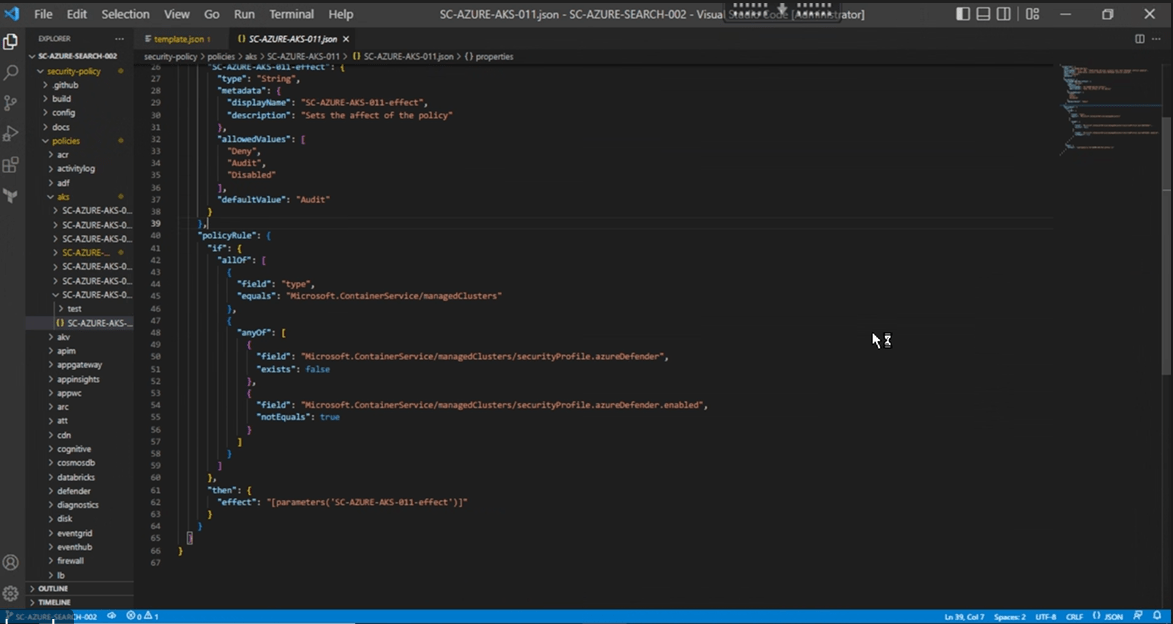 File Edit Selection View Go Run Terminal Help
SC-AZURE-AKS-011.json - SC-AZURE-SEARCH-002 - Visual Studio Code [Administrator]
EXPLORER
template.json 1
SC-AZURE-AKS-011.json
security-policy > policies > aks > SC-AZURE-AKS-011 > SC-AZURE-AKS-011.json > properties
SC-AZURE-SEARCH-002
security-policy
.github
build
config
docs
policies
acr
activitylog
adf
aks
SC-AZURE-AKS-0...
SC-AZURE-AKS-0...
SC-AZURE-AKS-0...
SC-AZURE-...
SC-AZURE-AKS-0...
SC-AZURE-AKS-0...
SC-AZURE-AKS-0...
test
SC-AZURE-AKS-...
akv
apim
appgateway
appinsights
appwc
arc
att
cdn
cognitive
cosmosdb
databricks
defender
diagnostics
disk
eventgrid
eventhub
firewall
lb
OUTLINE
TIMELINE
26 "SC-AZURE-AKS-011-effect": {
27 "type": "String",
28 "metadata": {
29 "displayName": "SC-AZURE-AKS-011-effect",
30 "description": "Sets the affect of the policy"
31 },
32 "allowedValues": [
33 "Deny",
34 "Audit",
35 "Disabled"
36 ],
37 "defaultValue": "Audit"
38 }
39 },
40 "policyRule": {
41 "if": {
42 "allOf": [
43 {
44 "field": "type",
45 "equals": "Microsoft.ContainerService/managedClusters"
46 },
47 {
48 "anyOf": [
49 {
50 "field": "Microsoft.ContainerService/managedClusters/securityProfile.azureDefender",
51 "exists": false
52 },
53 {
54 "field": "Microsoft.ContainerService/managedClusters/securityProfile.azureDefender.enabled",
55 "notEquals": true
56 }
57 ]
58 }
59 ]
60 },
61 "then": {
62 "effect": "[parameters('SC-AZURE-AKS-011-effect')]"
63 }
64 }
65 }
66 }
67
SC-AZURE-SEARCH-002 0 1
Ln 39, Col 7 Spaces: 2 UTF-8 CRLF {} JSON